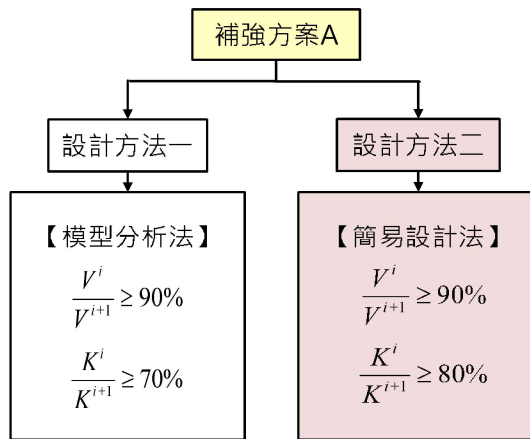 補強方案A
設計方法一
設計方法二
【模型分析法】
V^i / V^{i+1} ≥ 90%
K^i / K^{i+1} ≥ 70%
【簡易設計法】
V^i / V^{i+1} ≥ 90%
K^i / K^{i+1} ≥ 80%